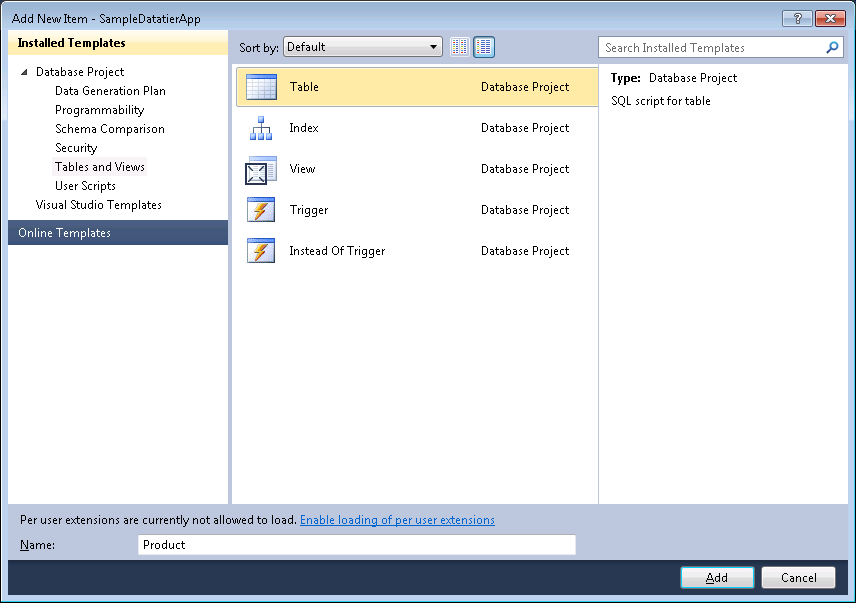 Add New Item - SampleDatatierApp
Installed Templates
Sort by: Default
Search Installed Templates
Database Project
Data Generation Plan
Programmability
Schema Comparison
Security
Tables and Views
User Scripts
Visual Studio Templates
Online Templates
Table Database Project
Index Database Project
View Database Project
Trigger Database Project
Instead Of Trigger Database Project
Type: Database Project
SQL script for table
Per user extensions are currently not allowed to load. Enable loading of per user extensions
Name: Product
Add Cancel